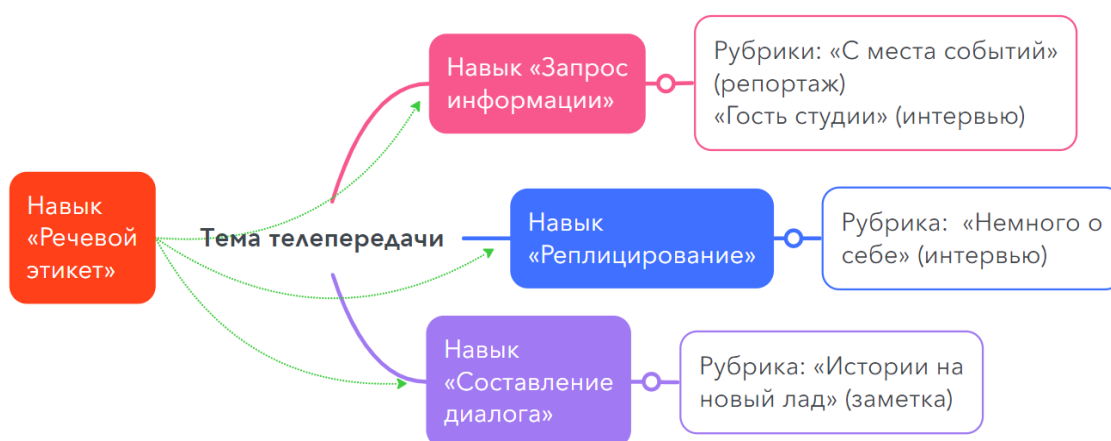 Навык «Запрос
информации»
Рубрики: «С места событий»
(репортаж)
«Гость студии» (интервью)
Навык
«Речевой
этикет»
Тема телепередачи
Навык
«Реплицирование»
Рубрика: «Немного о
себе» (интервью)
Навык
«Составление
диалога»
Рубрика: «Истории на
новый лад» (заметка)